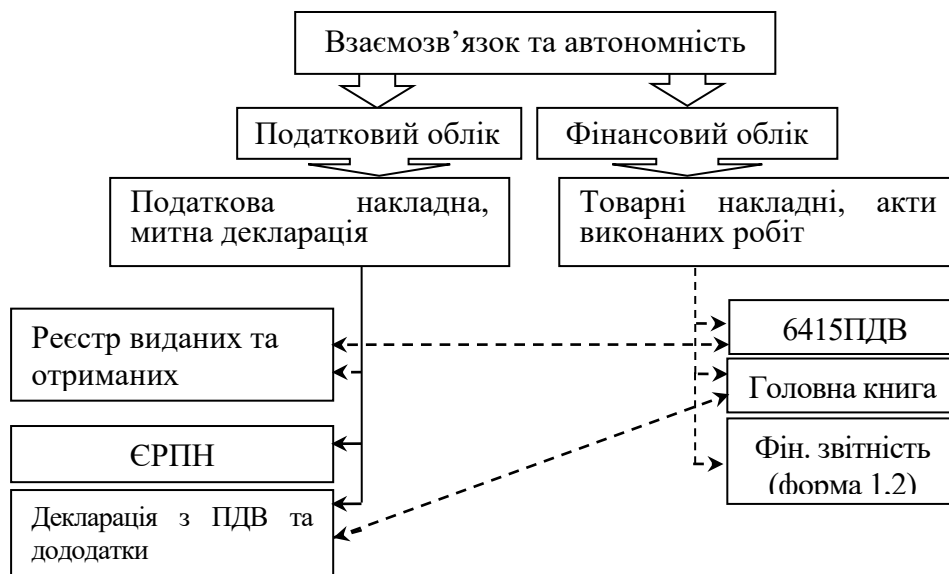 Взаємозв’язок та автономність
Податковий облік
Фінансовий облік
Податкова накладна,
митна декларація
Товарні накладні, акти
виконаних робіт
Реєстр виданих та
отриманих
6415ПДВ
Головна книга
ЄРПН
Фін. звітність
(форма 1,2)
Декларація з ПДВ та
дододатки